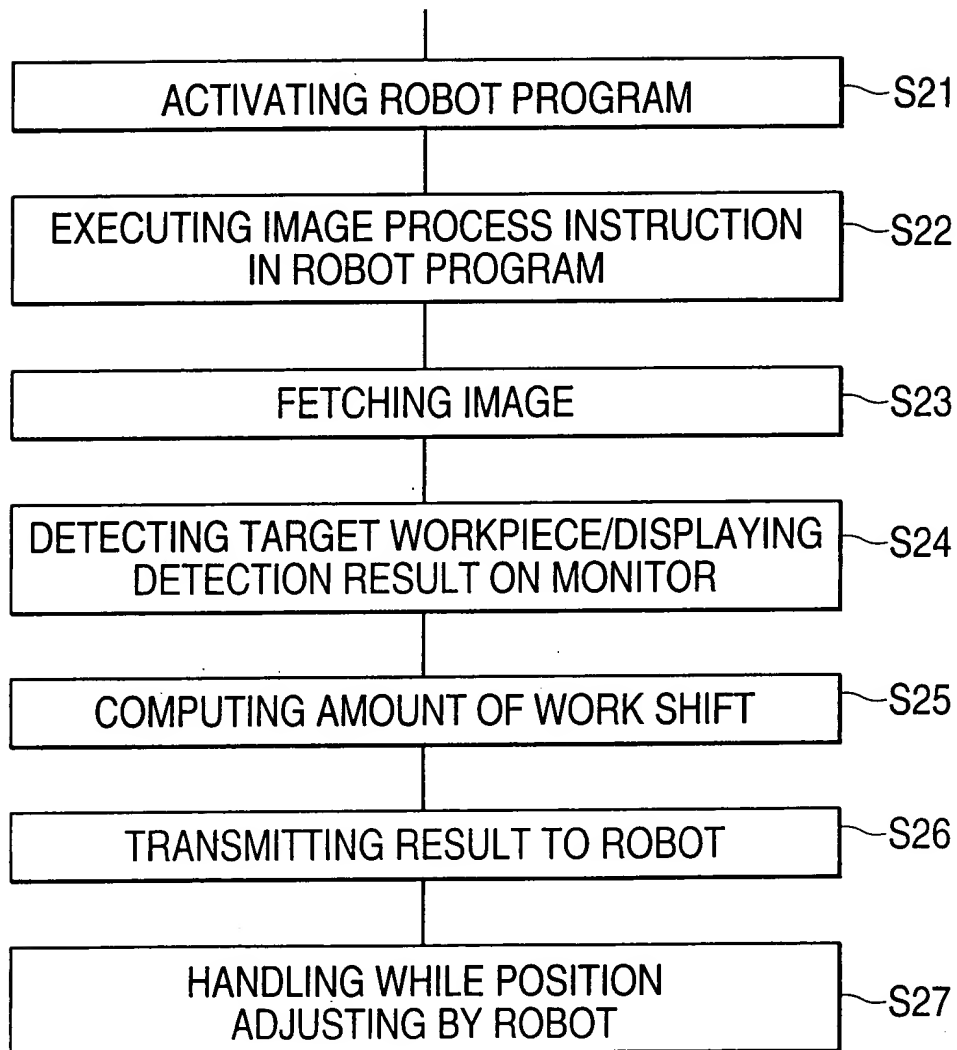 ACTIVATING ROBOT PROGRAM S21
EXECUTING IMAGE PROCESS INSTRUCTION
IN ROBOT PROGRAM S22
FETCHING IMAGE S23
DETECTING TARGET WORKPIECE/DISPLAYING
DETECTION RESULT ON MONITOR S24
COMPUTING AMOUNT OF WORK SHIFT S25
TRANSMITTING RESULT TO ROBOT S26
HANDLING WHILE POSITION
ADJUSTING BY ROBOT S27